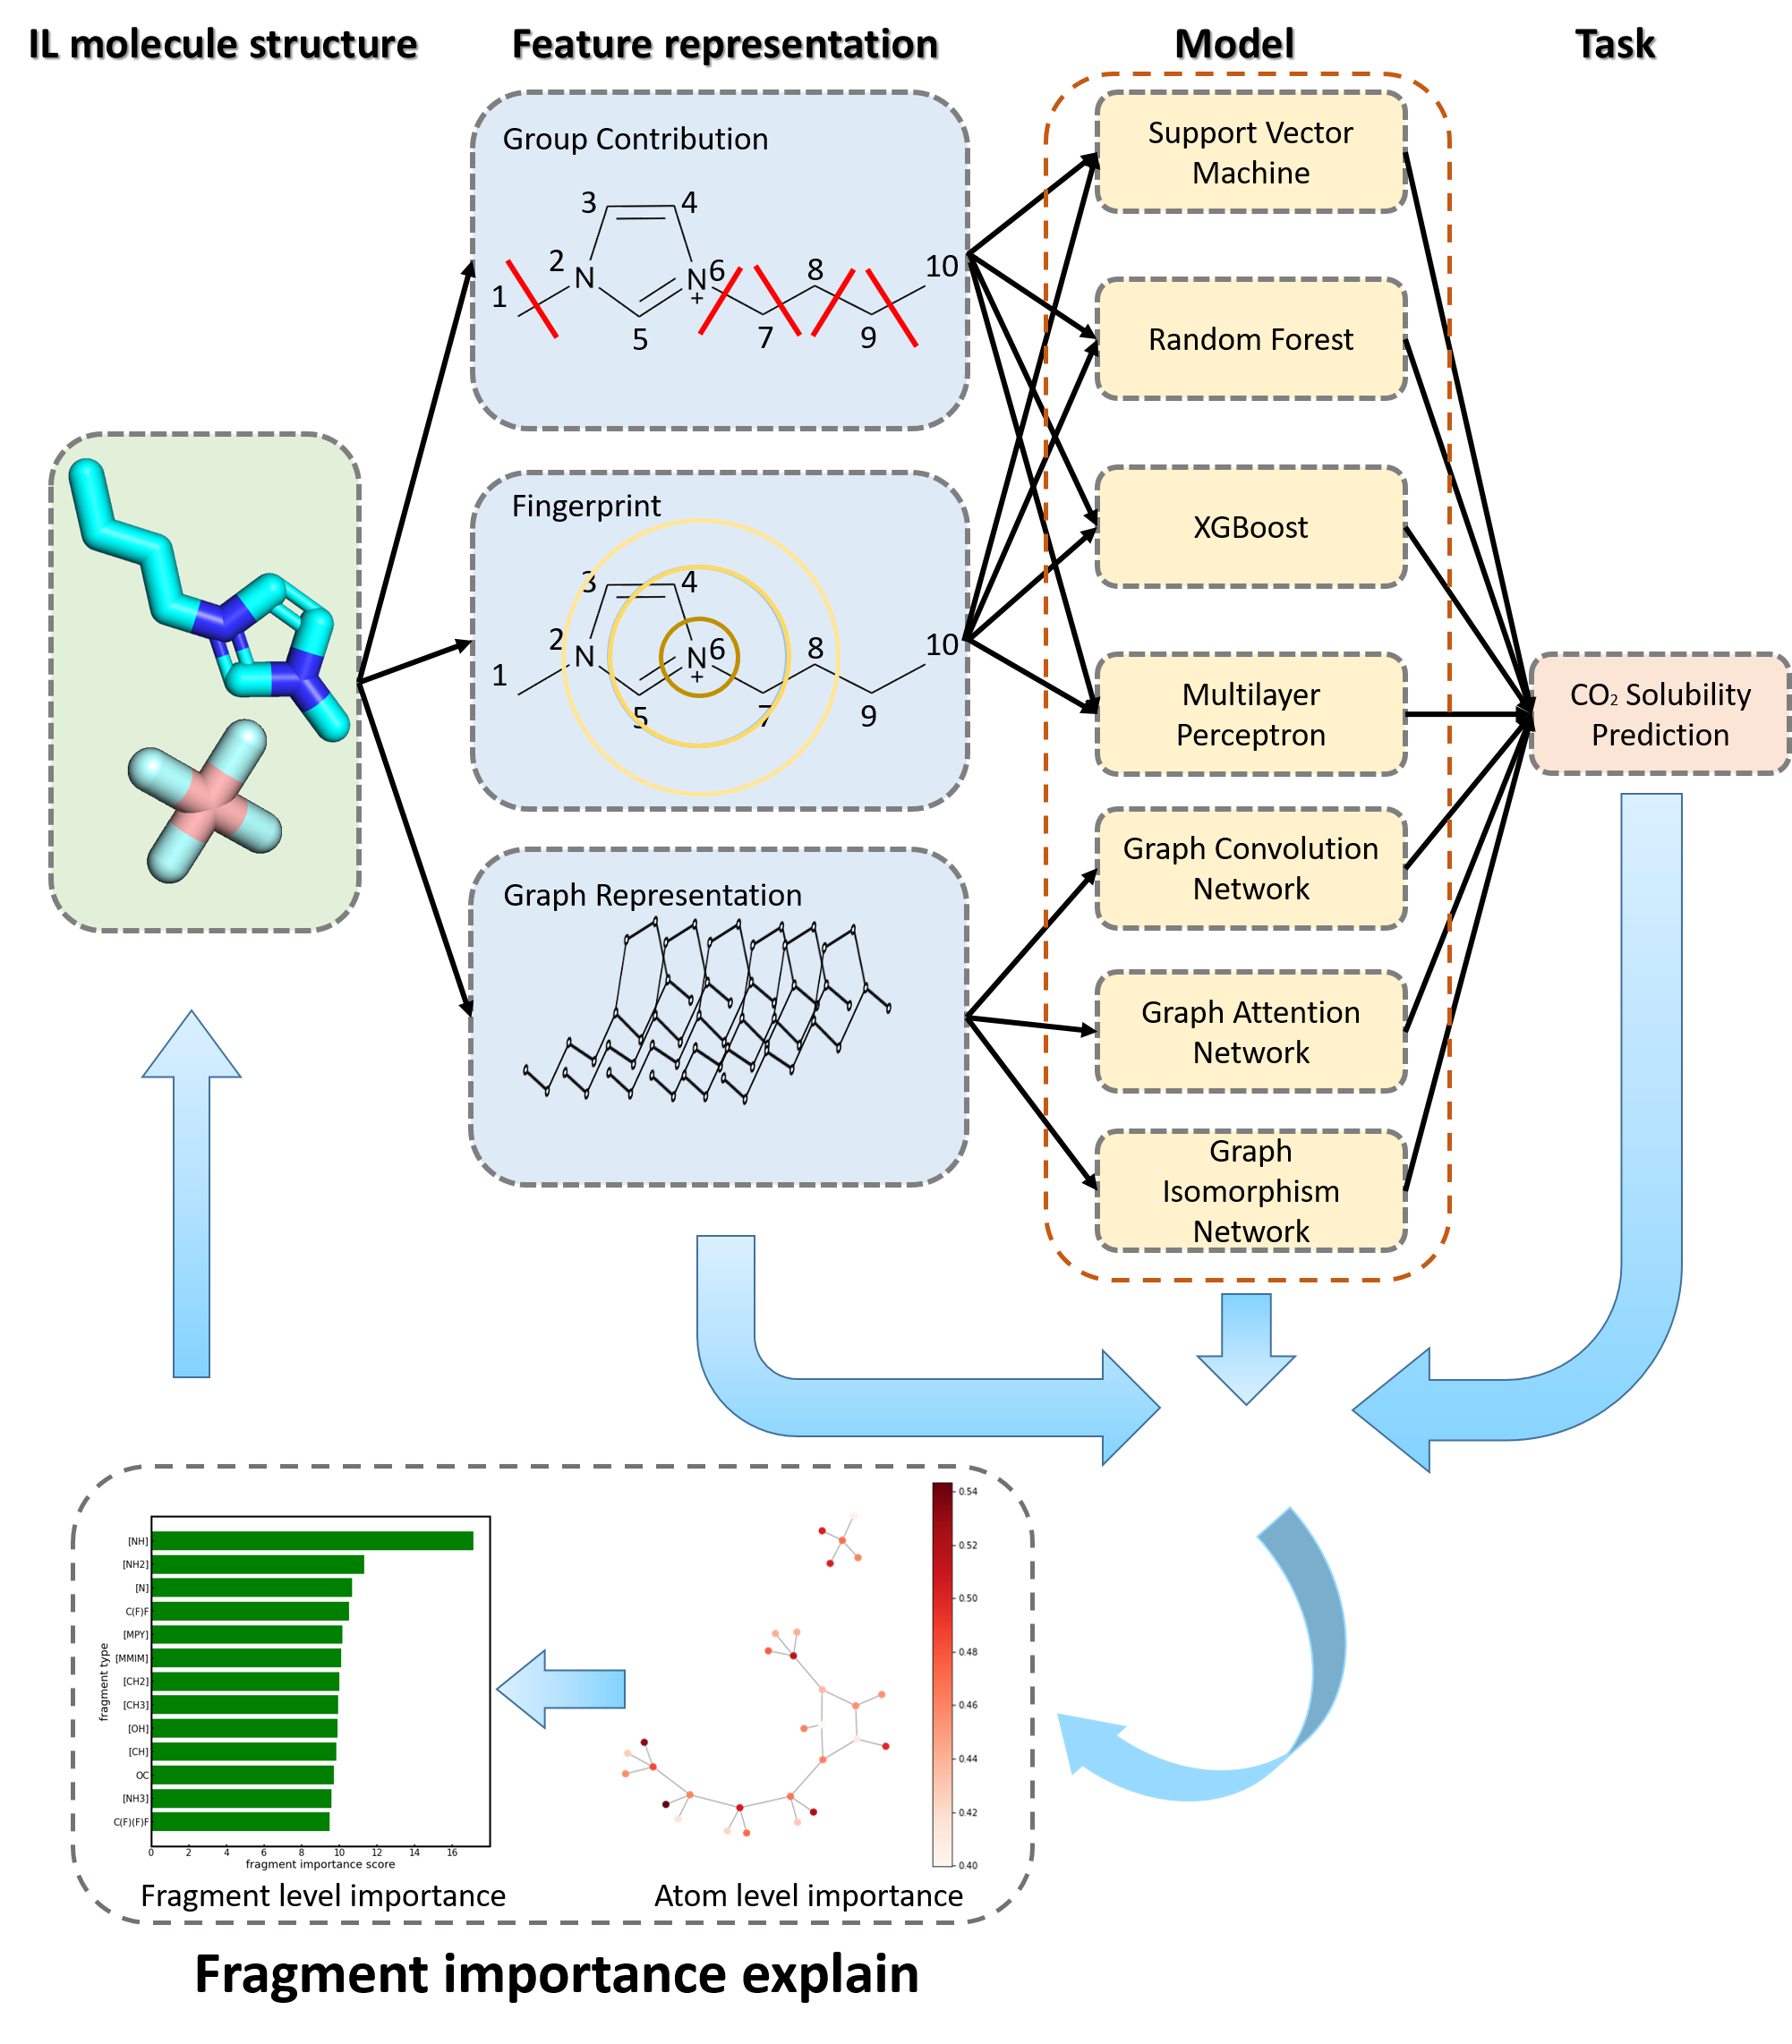 IL molecule structure
Feature representation
Model
Task
Group Contribution
3
4
2
N
6
8
10
1
N
+
5
7
9
Fingerprint
3
4
2
N
6
8
10
1
N
+
5
7
9
Graph Representation
Support Vector
Machine
Random Forest
XGBoost
Multilayer
Perceptron
Graph Convolution
Network
Graph Attention
Network
Graph
Isomorphism
Network
CO₂ Solubility
Prediction
fragment type
[NH]
[NH2]
[N]
C(F)F
[MPY]
[MMIM]
[CH2]
[CH3]
[OH]
[CH]
OC
[NH3]
C(F)(F)F
0 2 4 6 8 10 12 14 16
fragment importance score
Fragment level importance
0.54
0.52
0.50
0.48
0.46
0.44
0.42
0.40
Atom level importance
Fragment importance explain